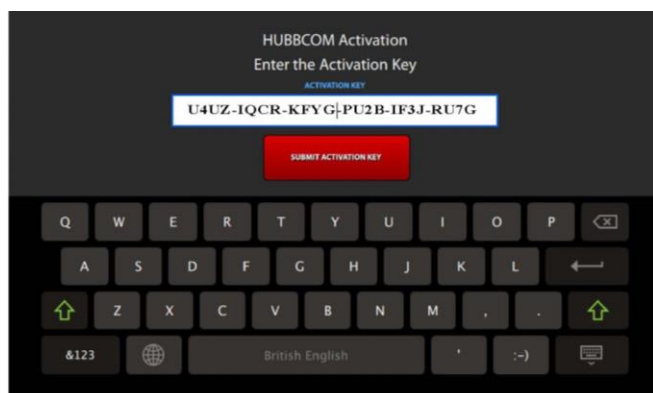 HUBBCOM Activation
Enter the Activation Key
ACTIVATION KEY
U4UZ-IQCR-KFYG-PU2B-IF3J-RU7G
SUBMIT ACTIVATION KEY
Q W E R T Y U I O P
A S D F G H J K L
Z X C V B N M , .
&123 British English ' :-)